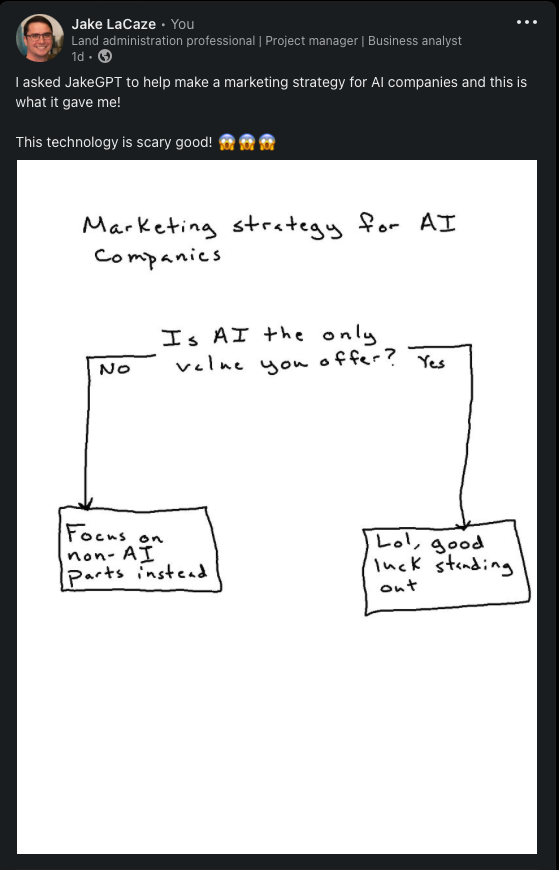 Jake LaCaze • You
Land administration professional | Project manager | Business analyst
1d •
I asked JakeGPT to help make a marketing strategy for AI companies and this is
what it gave me!
This technology is scary good! 😱😱😱
Marketing strategy for AI
Companies
Is AI the only
value you offer?
No
Yes
Focus on
non-AI
parts instead
Lol, good
luck standing
out